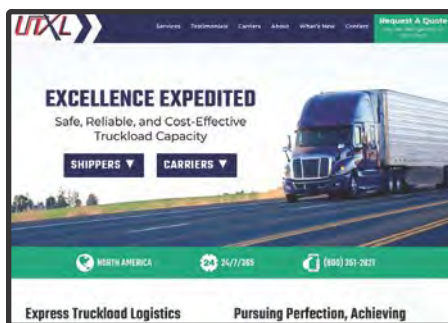 UTXL
Services Testimonials Carriers About What's New Contact
Request A Quote
EXCELLENCE EXPEDITED
Safe, Reliable, and Cost-Effective
Truckload Capacity
SHIPPERS ▼ CARRIERS ▼
NORTH AMERICA 24 24/7/365 (800) 351-2821
Express Truckload Logistics Pursuing Perfection, Achieving